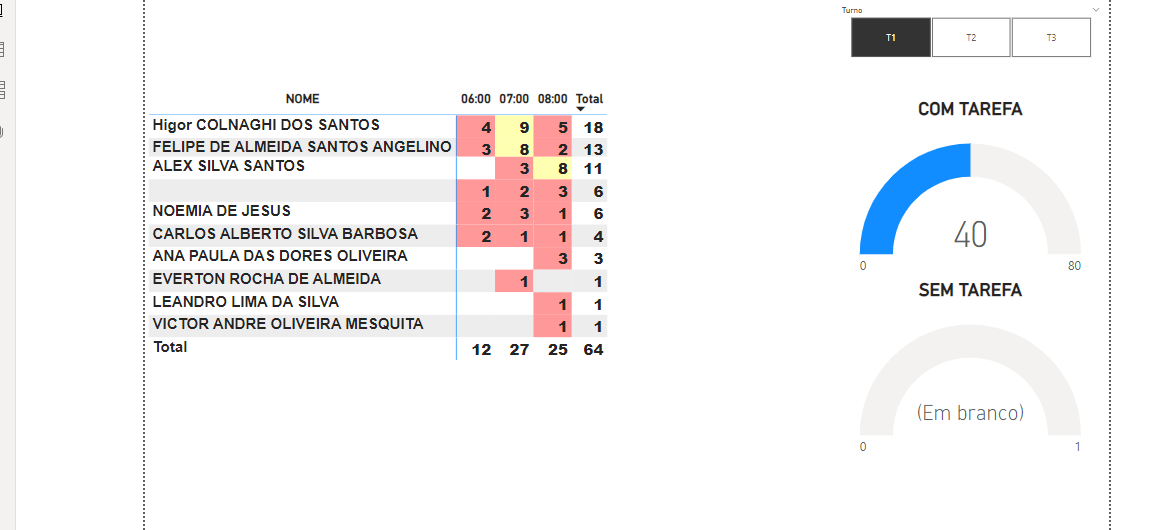 Turno
T1 T2 T3
NOME 06:00 07:00 08:00 Total
Higor COLNAGHI DOS SANTOS 4 9 5 18
FELIPE DE ALMEIDA SANTOS ANGELINO 3 8 2 13
ALEX SILVA SANTOS 3 8 11
1 2 3 6
NOEMIA DE JESUS 2 3 1 6
CARLOS ALBERTO SILVA BARBOSA 2 1 1 4
ANA PAULA DAS DORES OLIVEIRA 3 3
EVERTON ROCHA DE ALMEIDA 1 1
LEANDRO LIMA DA SILVA 1 1
VICTOR ANDRE OLIVEIRA MESQUITA 1 1
Total 12 27 25 64
COM TAREFA
40
0 80
SEM TAREFA
(Em branco)
0 1